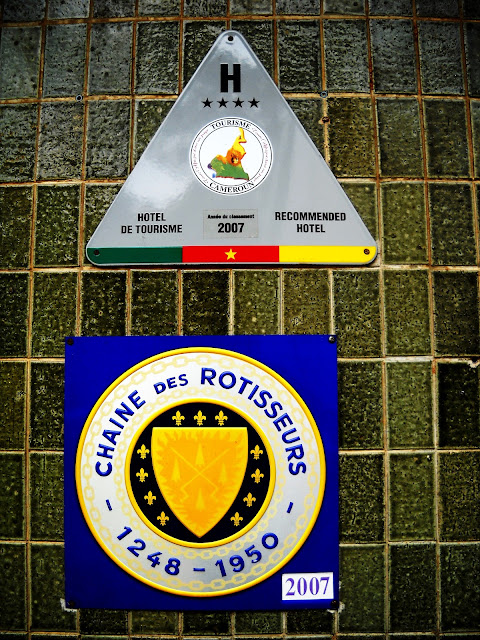 H
TOURISME
CAMEROUN
HOTEL
DE TOURISME
Année de classement
2007
RECOMMENDED
HOTEL
CHAINE DES ROTISSEURS
- 1248 - 1950 -
2007